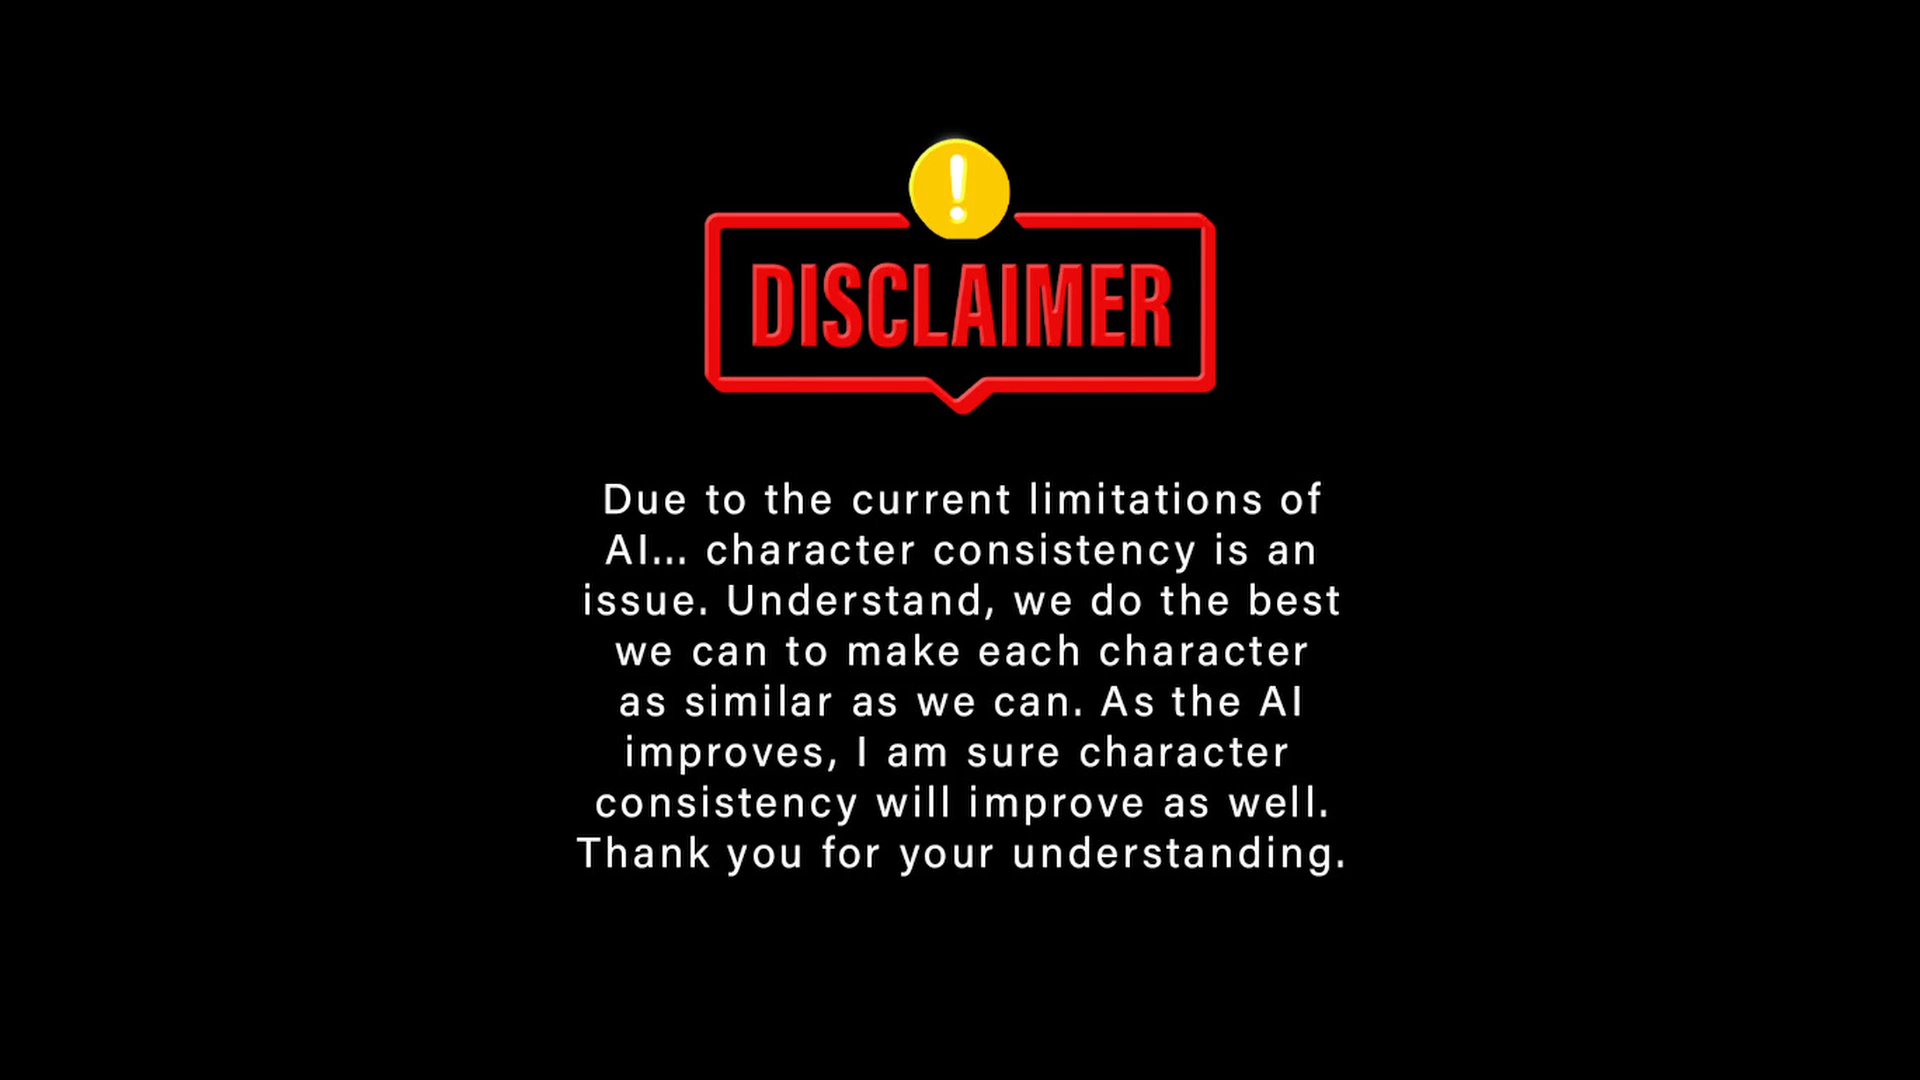 !
DISCLAIMER
Due to the current limitations of
AI... character consistency is an
issue. Understand, we do the best
we can to make each character
as similar as we can. As the AI
improves, I am sure character
consistency will improve as well.
Thank you for your understanding.